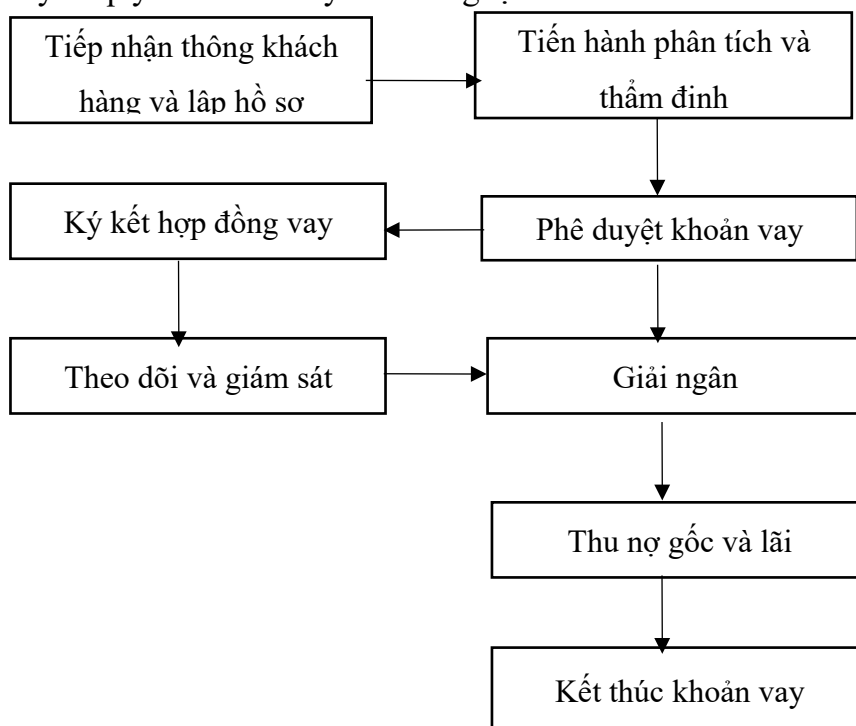 Tiếp nhận thông khách
hàng và lập hồ sơ
Tiến hành phân tích và
thẩm định
Ký kết hợp đồng vay
Phê duyệt khoản vay
Theo dõi và giám sát
Giải ngân
Thu nợ gốc và lãi
Kết thúc khoản vay